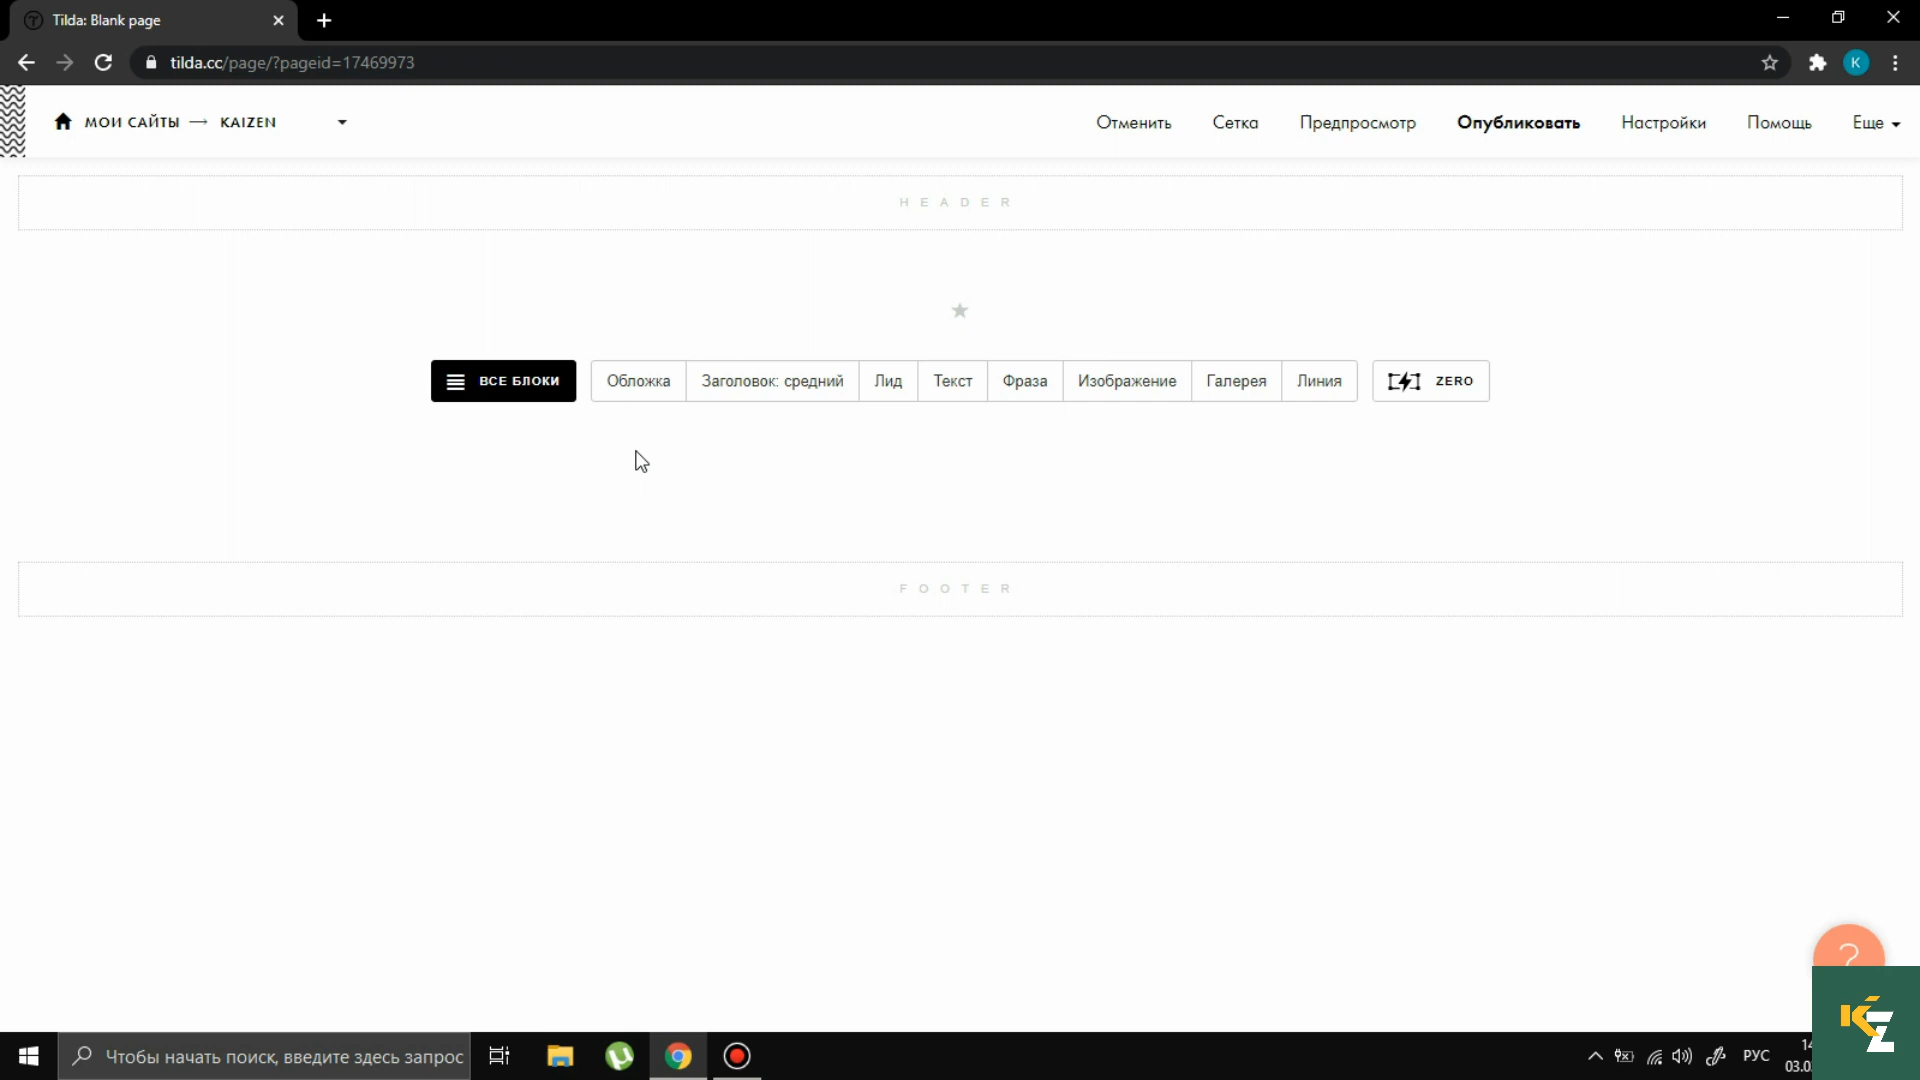 Tilda: Blank page
tilda.cc/page/?pageid=17469973
K
МОИ САЙТЫ → KAIZEN
Отменить Сетка Предпросмотр Опубликовать Настройки Помощь Еще
HEADER
ВСЕ БЛОКИ Обложка Заголовок: средний Лид Текст Фраза Изображение Галерея Линия ZERO
FOOTER
?
KZ
Чтобы начать поиск, введите здесь запрос
РУС